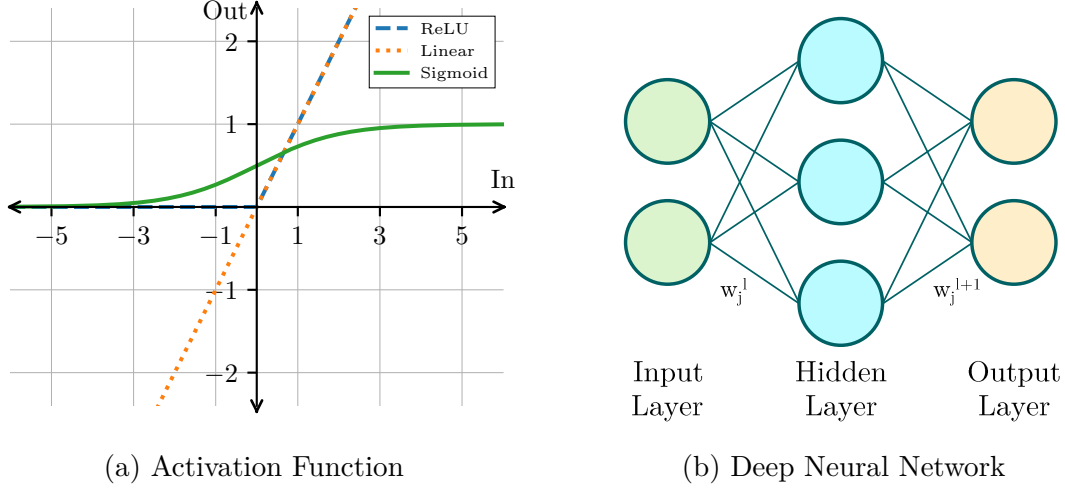 Out
ReLU
Linear
Sigmoid
2
1
In
−5
−3
−1
1
3
5
−1
−2
w_j^l
w_j^{l+1}
Input
Layer
Hidden
Layer
Output
Layer
(a) Activation Function
(b) Deep Neural Network